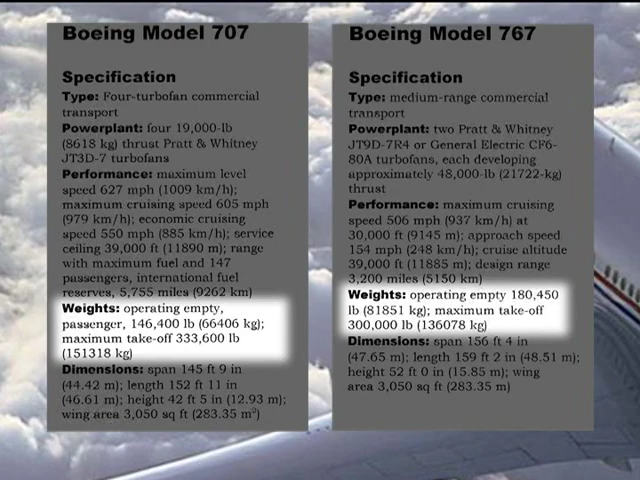 Boeing Model 707
Specification
Type: Four-turbofan commercial
transport
Powerplant: four 19,000-lb
(8618 kg) thrust Pratt & Whitney
JT3D-7 turbofans
Performance: maximum level
speed 627 mph (1009 km/h);
maximum cruising speed 605 mph
(979 km/h); economic cruising
speed 550 mph (885 km/h); service
ceiling 39,000 ft (11890 m); range
with maximum fuel and 147
passengers, international fuel
reserves, 5,755 miles (9262 km)
Weights: operating empty,
passenger, 146,400 lb (66406 kg);
maximum take-off 333,600 lb
(151318 kg)
Dimensions: span 145 ft 9 in
(44.42 m); length 152 ft 11 in
(46.61 m); height 42 ft 5 in (12.93 m);
wing area 3,050 sq ft (283.35 m²)
Boeing Model 767
Specification
Type: medium-range commercial
transport
Powerplant: two Pratt & Whitney
JT9D-7R4 or General Electric CF6-
80A turbofans, each developing
approximately 48,000-lb (21722-kg)
thrust
Performance: maximum cruising
speed 506 mph (937 km/h) at
30,000 ft (9145 m); approach speed
154 mph (248 km/h); cruise altitude
39,000 ft (11885 m); design range
3,200 miles (5150 km)
Weights: operating empty 180,450
lb (81851 kg); maximum take-off
300,000 lb (136078 kg)
Dimensions: span 156 ft 4 in
(47.65 m); length 159 ft 2 in (48.51 m);
height 52 ft 0 in (15.85 m); wing
area 3,050 sq ft (283.35 m)